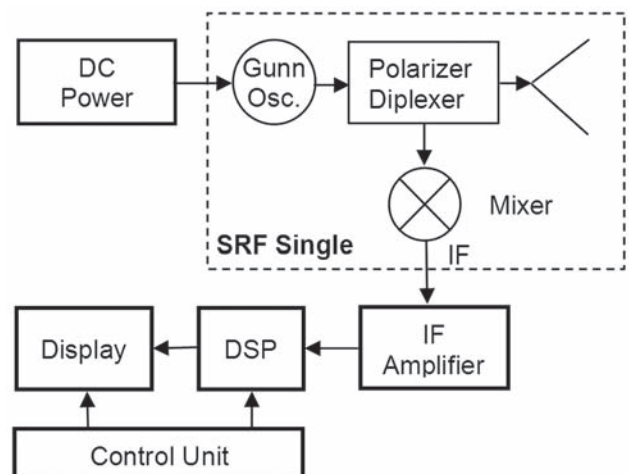 DC
Power
Gunn
Osc.
Polarizer
Diplexer
Mixer
SRF Single
IF
Display
DSP
IF
Amplifier
Control Unit